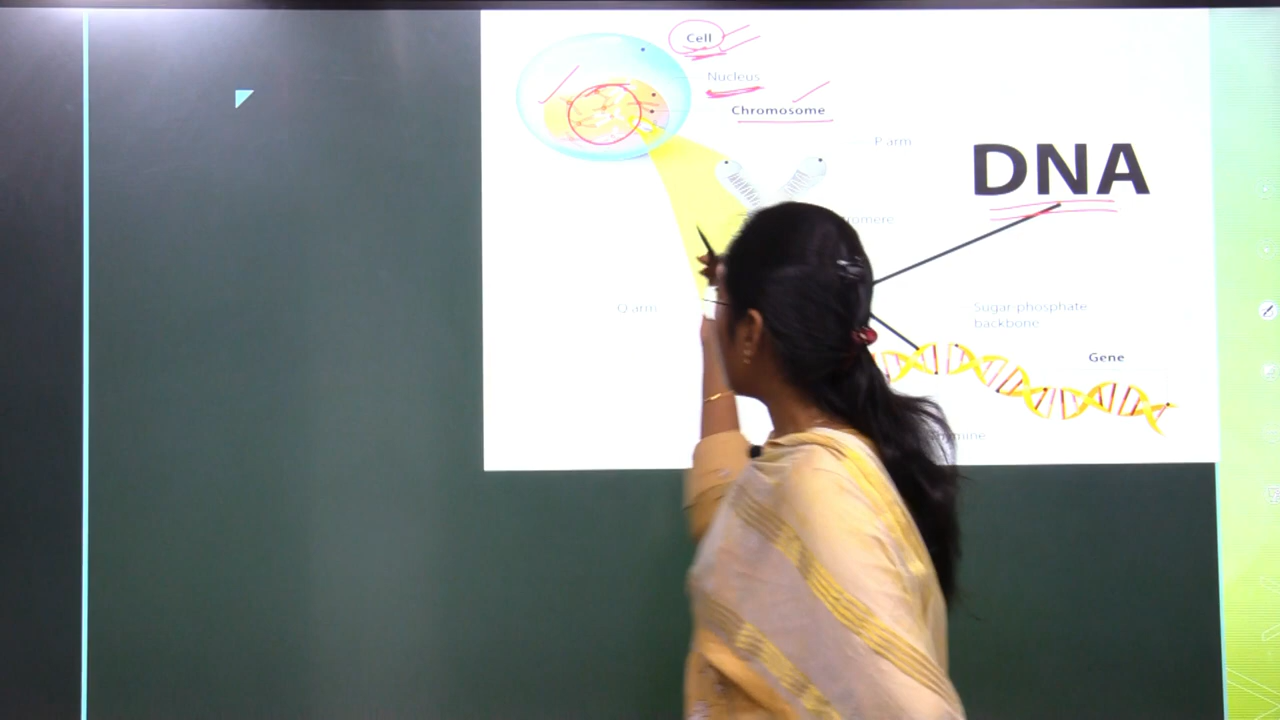 Cell
Nucleus
Chromosome
P arm
DNA
Q arm
Sugar-phosphate
backbone
Gene